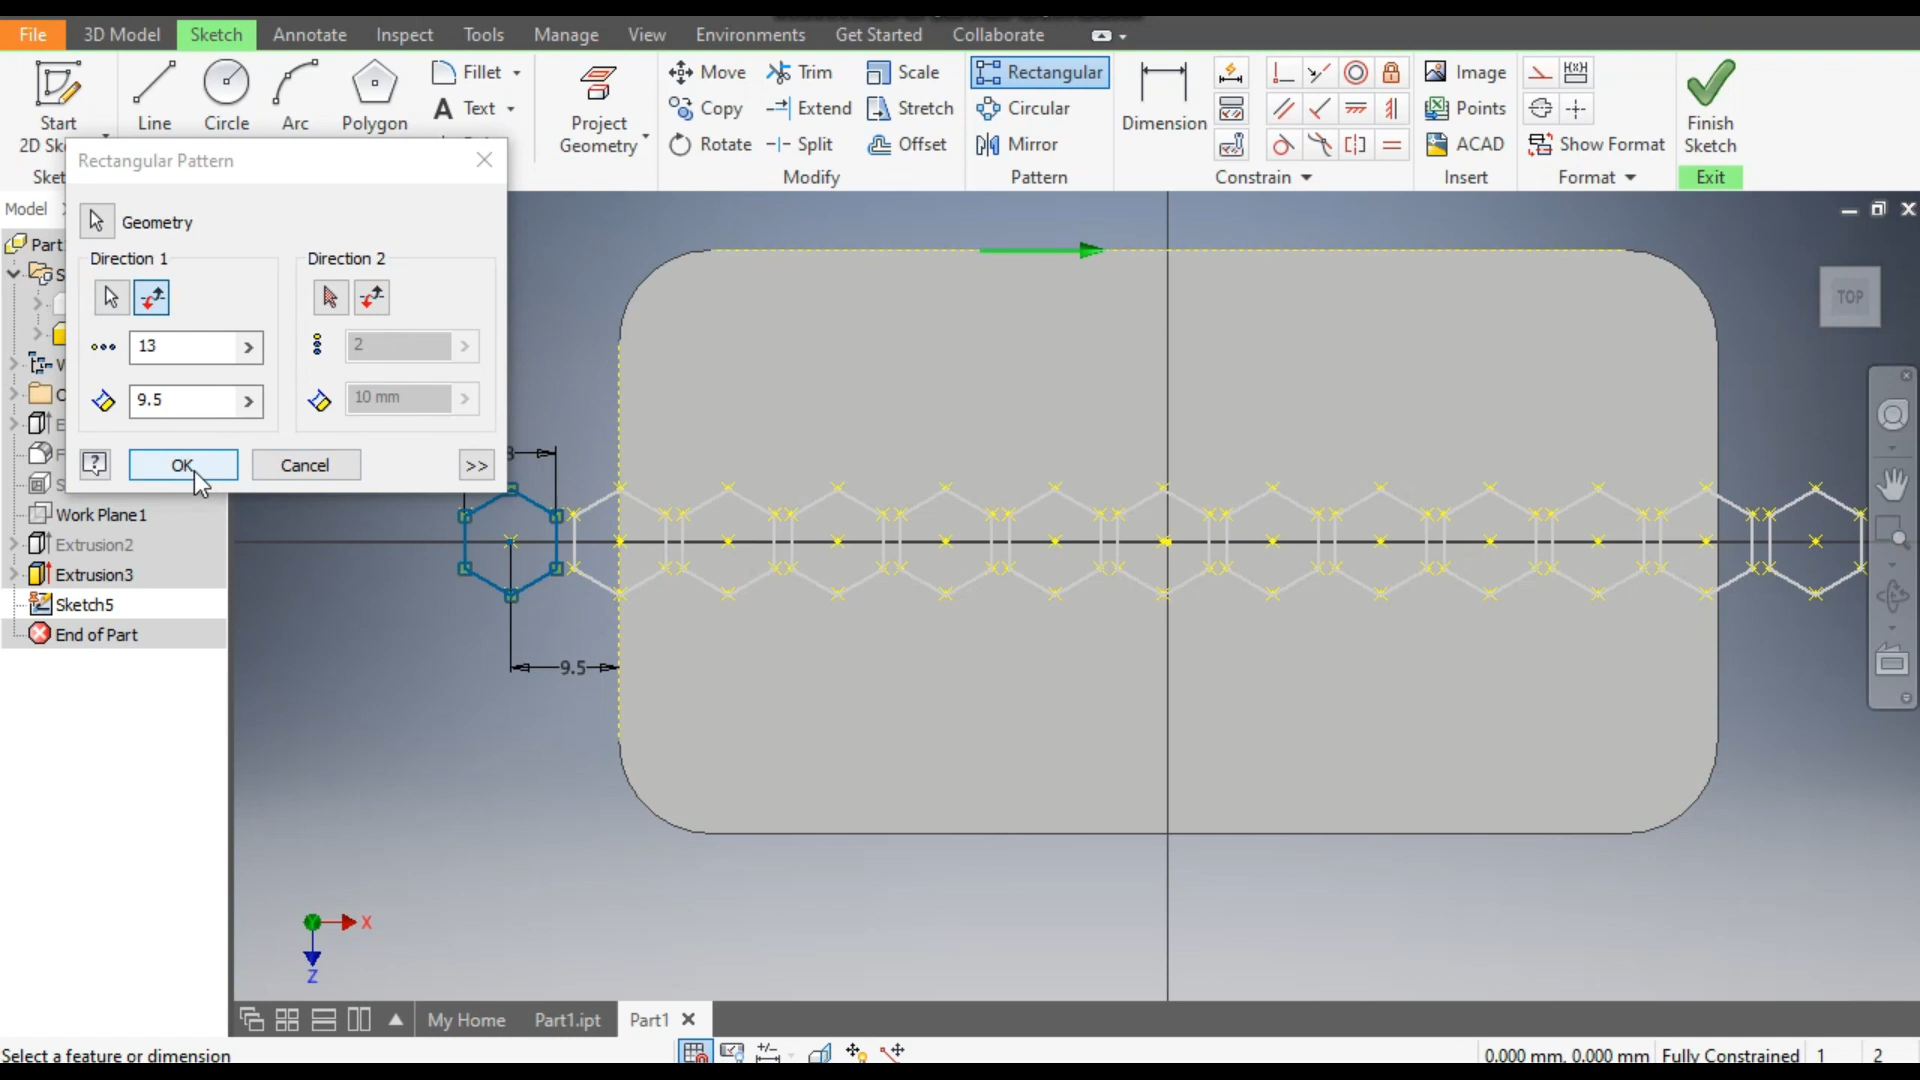 File 3D Model Sketch Annotate Inspect Tools Manage View Environments Get Started Collaborate
Start
2D Sk
Line
Circle
Arc
Polygon
Fillet
Text
Project
Geometry
Move
Trim
Scale
Copy
Extend
Stretch
Rotate
Split
Offset
Modify
Rectangular
Circular
Mirror
Pattern
Dimension
Constrain
Image
Points
ACAD
Insert
Show Format
Format
Finish
Sketch
Exit
Sket
Model
Part
S
W
O
E
F
S
Rectangular Pattern
Geometry
Direction 1
Direction 2
13
2
9.5
10 mm
OK
Cancel
>>
Work Plane1
Extrusion2
Extrusion3
Sketch5
End of Part
9.5
TOP
X
Z
My Home
Part1.ipt
Part1
Select a feature or dimension
0.000 mm, 0.000 mm
Fully Constrained
1
2